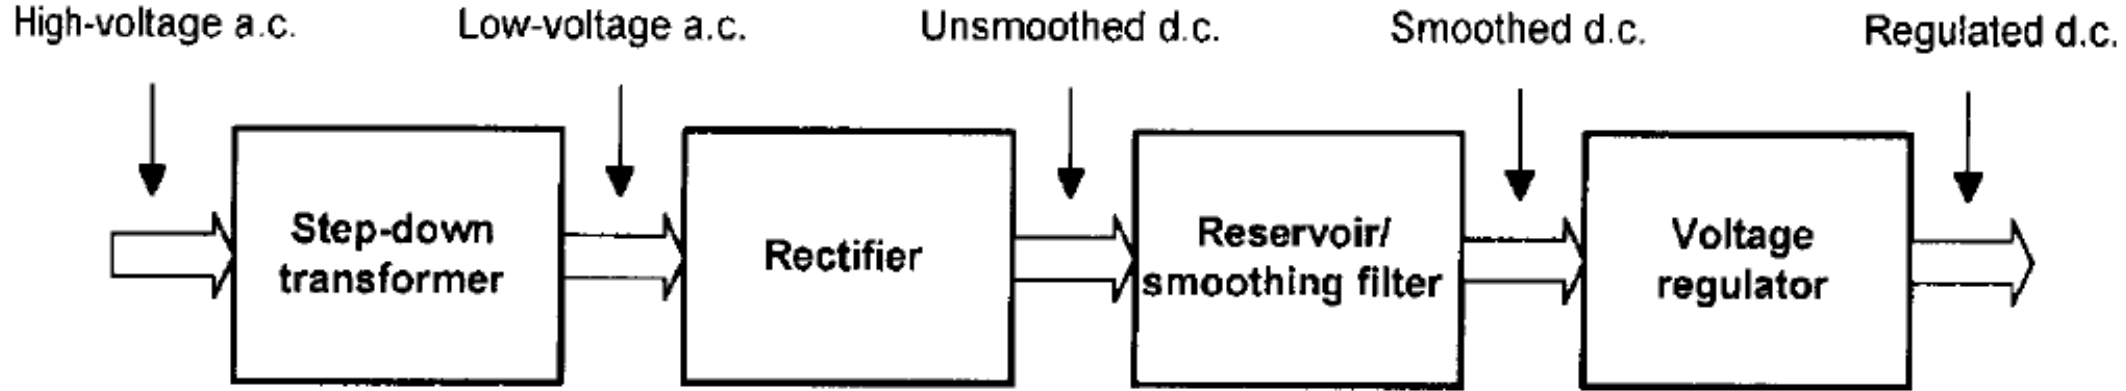 High-voltage a.c.
Low-voltage a.c.
Unsmoothed d.c.
Smoothed d.c.
Regulated d.c.
Step-down
transformer
Rectifier
Reservoir/
smoothing filter
Voltage
regulator